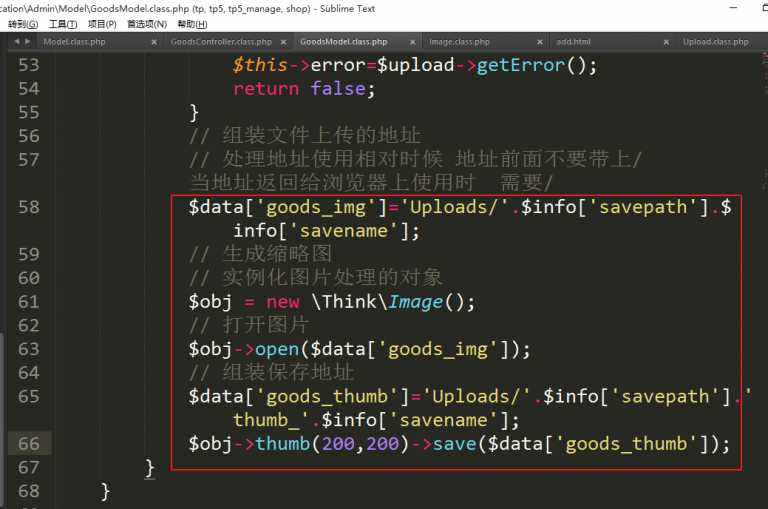 cation\Admin\Model\GoodsModel.class.php (tp, tp5, tp5_manage, shop) - Sublime Text
转到(G) 工具(T) 项目(P) 首选项(N) 帮助(H)
Model.class.php × GoodsController.class.php × GoodsModel.class.php × Image.class.php × add.html × Upload.class.php
53 $this->error=$upload->getError();
54 return false;
55 }
56 // 组装文件上传的地址
57 // 处理地址使用相对时候 地址前面不要带上/
当地址返回给浏览器上使用时 需要/
58 $data['goods_img']='Uploads/'.$info['savepath'].$
info['savename'];
59 // 生成缩略图
60 // 实例化图片处理的对象
61 $obj = new \Think\Image();
62 // 打开图片
63 $obj->open($data['goods_img']);
64 // 组装保存地址
65 $data['goods_thumb']='Uploads/'.$info['savepath'].'
thumb_'.$info['savename'];
66 $obj->thumb(200,200)->save($data['goods_thumb']);
67 }
68 }